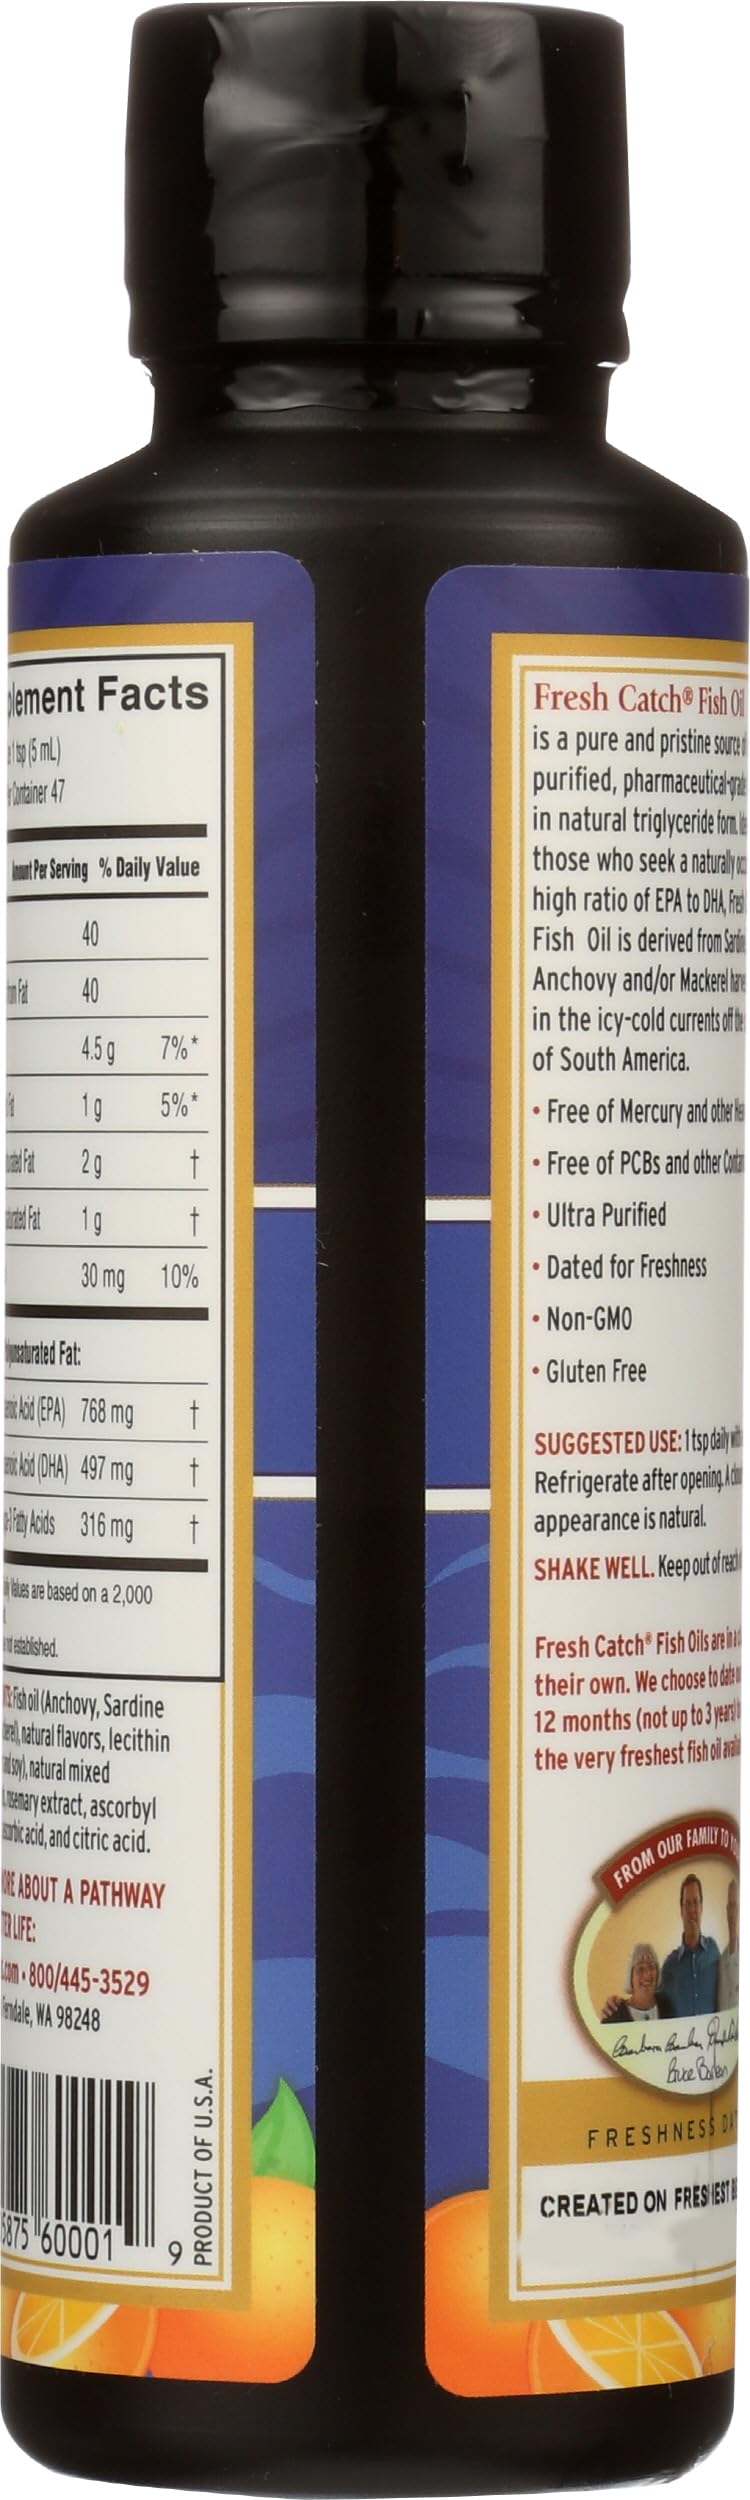 Facts
1 tsp (5 mL)
Container 47
Amount Per Serving % Daily Value
40
Fat 40
4.5 g 7%*
Fat 1 g 5%*
Fat 2 g †
Fat 1 g †
30 mg 10%
Fat:
Acid (EPA) 768 mg †
Acid (DHA) 497 mg †
Fatty Acids 316 mg †
Values are based on a 2,000
not established.
Fish oil (Anchovy, Sardine
natural flavors, lecithin
soy), natural mixed
rosemary extract, ascorbyl
acid, and citric acid.
ABOUT A PATHWAY
LIFE:
.com • 800/445-3529
Ferndale, WA 98248
60001 9
PRODUCT OF U.S.A.
Fresh Catch® Fish Oil
is a pure and pristine source
purified, pharmaceutical-
in natural triglyceride form.
those who seek a naturally
high ratio of EPA to DHA, Fresh
Fish Oil is derived from
Anchovy and/or Mackerel
in the icy-cold currents off the
of South America.
• Free of Mercury and other
• Free of PCBs and other
• Ultra Purified
• Dated for Freshness
• Non-GMO
• Gluten Free
SUGGESTED USE: 1 tsp daily with
Refrigerate after opening. A
appearance is natural.
SHAKE WELL. Keep out of reach
Fresh Catch® Fish Oils are in a
their own. We choose to date
12 months (not up to 3 years)
the very freshest fish oil
FROM OUR FAMILY TO
FRESHNESS
CREATED ON FRESHEST